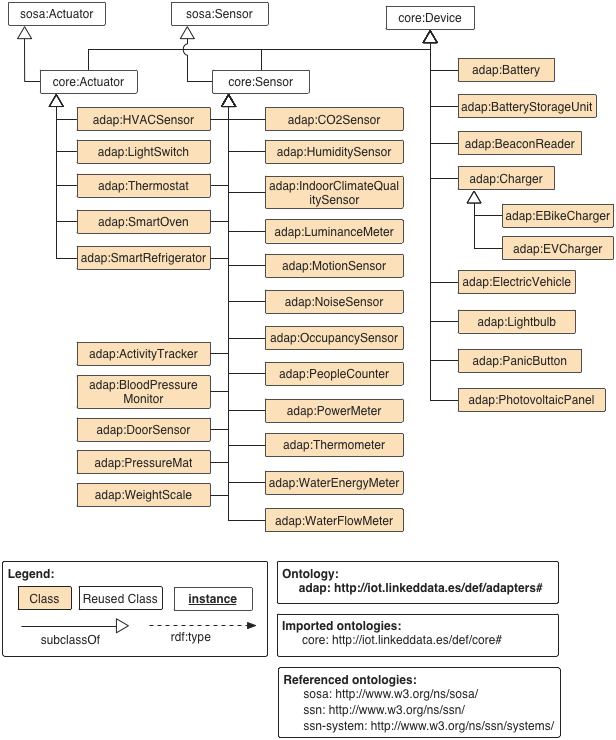 sosa:Actuator
sosa:Sensor
core:Device
core:Actuator
core:Sensor
adap:HVACSensor
adap:LightSwitch
adap:Thermostat
adap:SmartOven
adap:SmartRefrigerator
adap:ActivityTracker
adap:BloodPressure
Monitor
adap:DoorSensor
adap:PressureMat
adap:WeightScale
adap:CO2Sensor
adap:HumiditySensor
adap:IndoorClimateQual
itySensor
adap:LuminanceMeter
adap:MotionSensor
adap:NoiseSensor
adap:OccupancySensor
adap:PeopleCounter
adap:PowerMeter
adap:Thermometer
adap:WaterEnergyMeter
adap:WaterFlowMeter
adap:Battery
adap:BatteryStorageUnit
adap:BeaconReader
adap:Charger
adap:EBikeCharger
adap:EVCharger
adap:ElectricVehicle
adap:Lightbulb
adap:PanicButton
adap:PhotovoltaicPanel
Legend:
Class
Reused Class
instance
subclassOf
rdf:type
Ontology:
adap: http://iot.linkeddata.es/def/adapters#
Imported ontologies:
core: http://iot.linkeddata.es/def/core#
Referenced ontologies:
sosa: http://www.w3.org/ns/sosa/
ssn: http://www.w3.org/ns/ssn/
ssn-system: http://www.w3.org/ns/ssn/systems/